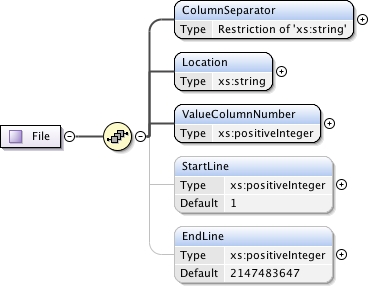 File
ColumnSeparator
Type Restriction of 'xs:string'
Location
Type xs:string
ValueColumnNumber
Type xs:positiveInteger
StartLine
Type xs:positiveInteger
Default 1
EndLine
Type xs:positiveInteger
Default 2147483647